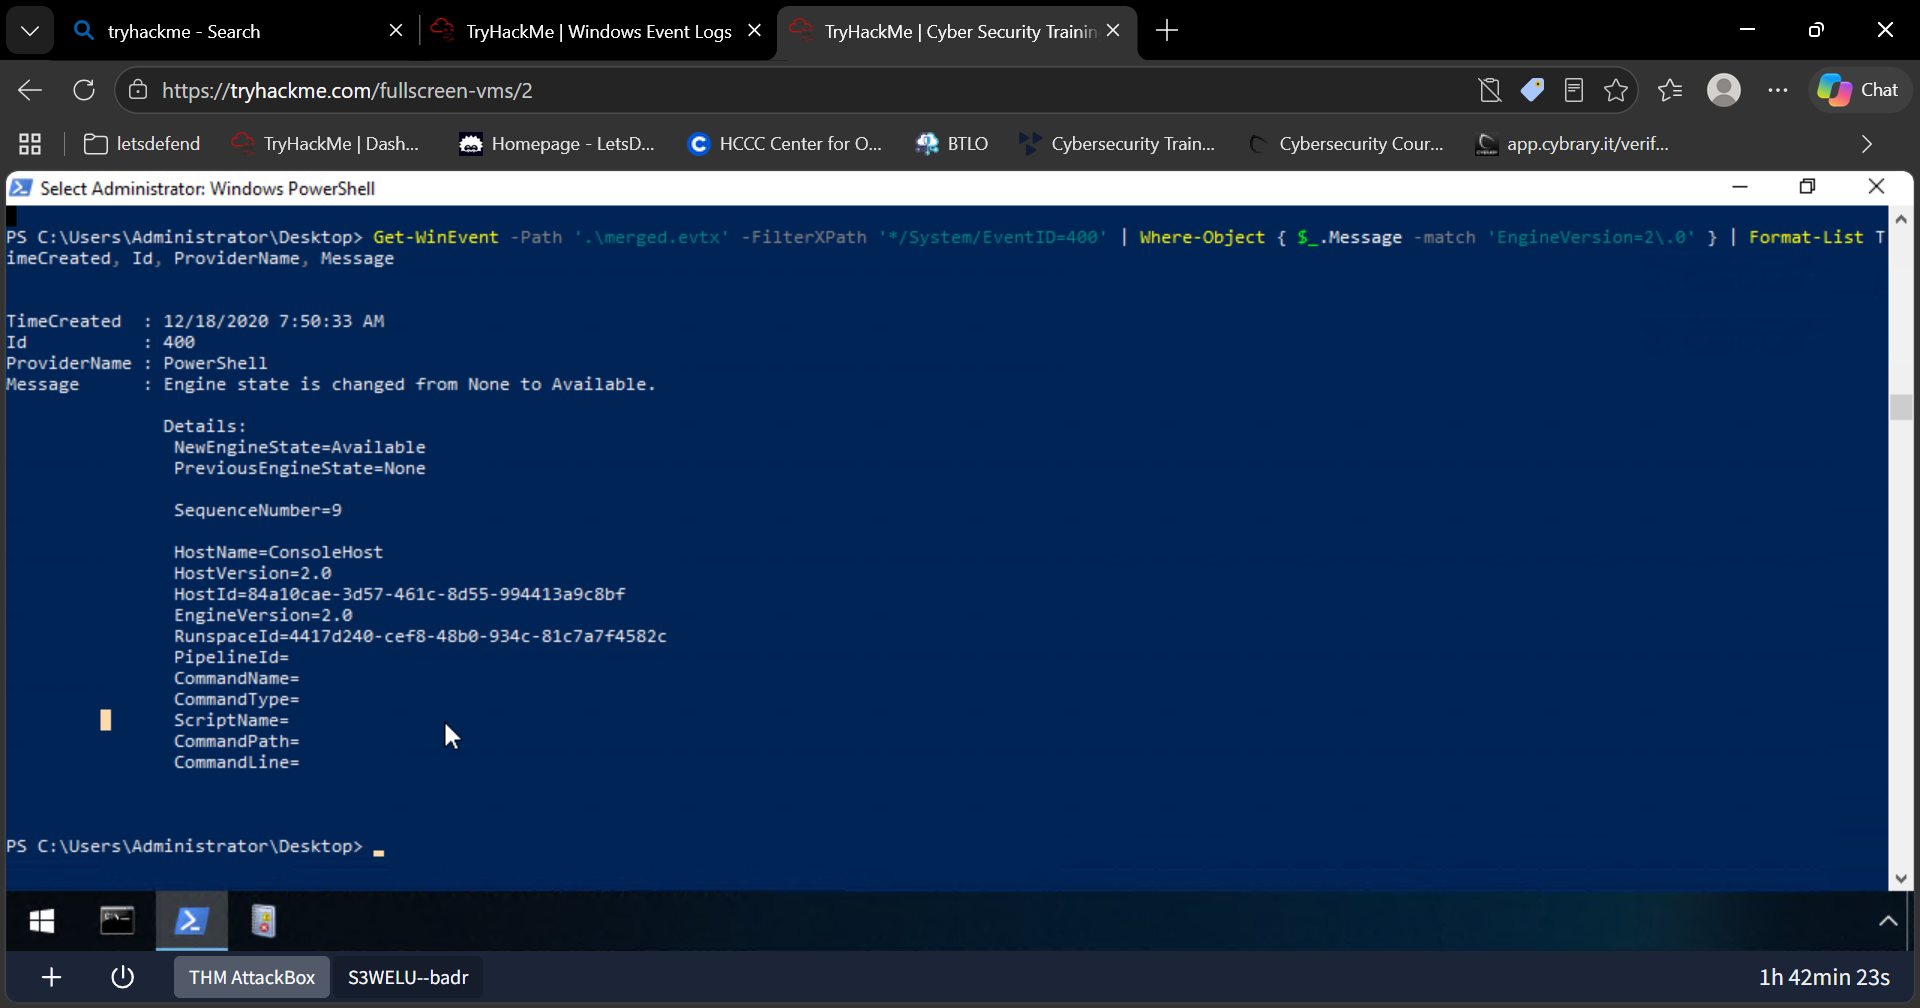 tryhackme - Search
TryHackMe | Windows Event Logs
TryHackMe | Cyber Security Trainin
https://tryhackme.com/fullscreen-vms/2
Chat
letsdefend
TryHackMe | Dash...
Homepage - LetsD...
HCCC Center for O...
BTLO
Cybersecurity Train...
Cybersecurity Cour...
app.cybrary.it/verif...
Select Administrator: Windows PowerShell
PS C:\Users\Administrator\Desktop> Get-WinEvent -Path '.\merged.evtx' -FilterXPath '*/System/EventID=400' | Where-Object { $_.Message -match 'EngineVersion=2\.0' } | Format-List T
imeCreated, Id, ProviderName, Message
TimeCreated  : 12/18/2020 7:50:33 AM
Id           : 400
ProviderName : PowerShell
Message      : Engine state is changed from None to Available.
Details:
NewEngineState=Available
PreviousEngineState=None
SequenceNumber=9
HostName=ConsoleHost
HostVersion=2.0
HostId=84a10cae-3d57-461c-8d55-994413a9c8bf
EngineVersion=2.0
RunspaceId=4417d240-cef8-48b0-934c-81c7a7f4582c
PipelineId=
CommandName=
CommandType=
ScriptName=
CommandPath=
CommandLine=
PS C:\Users\Administrator\Desktop>
THM AttackBox
S3WELU--badr
1h 42min 23s